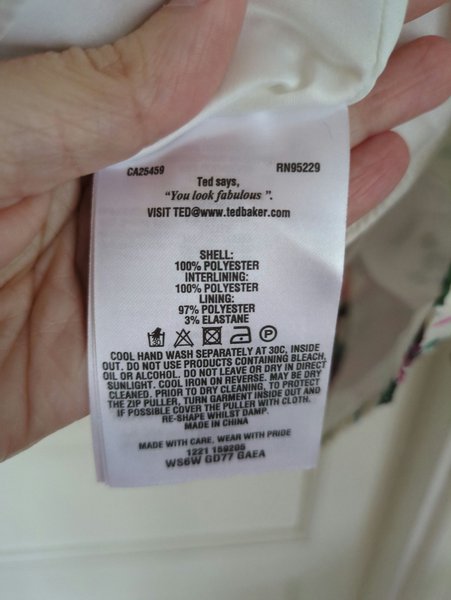 CA25459 RN95229
Ted says,
"You look fabulous ".
VISIT TED@www.tedbaker.com
SHELL:
100% POLYESTER
INTERLINING:
100% POLYESTER
LINING:
97% POLYESTER
3% ELASTANE
P
COOL HAND WASH SEPARATELY AT 30C, INSIDE
OUT, DO NOT USE PRODUCTS CONTAINING BLEACH,
OIL OR ALCOHOL. DO NOT LEAVE OR DRY IN DIRECT
SUNLIGHT. COOL IRON ON REVERSE. MAY BE DRY
CLEANED. PRIOR TO DRY CLEANING, TO PROTECT
THE ZIP PULLER, TURN GARMENT INSIDE OUT AND
IF POSSIBLE COVER THE PULLER WITH CLOTH.
RE-SHAPE WHILST DAMP.
MADE IN CHINA
MADE WITH CARE, WEAR WITH PRIDE
1221 159205
WS6W GD77 GAEA